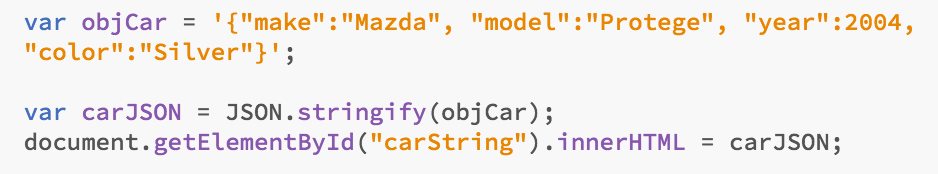 var objCar = '{"make":"Mazda", "model":"Protege", "year":2004,
"color":"Silver"}';
var carJSON = JSON.stringify(objCar);
document.getElementById("carString").innerHTML = carJSON;